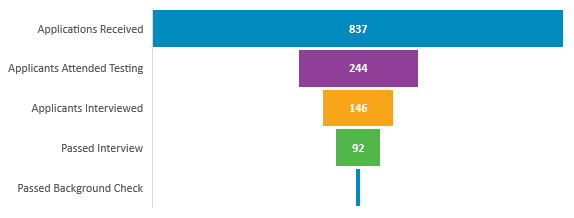 Applications Received 837
Applicants Attended Testing 244
Applicants Interviewed 146
Passed Interview 92
Passed Background Check